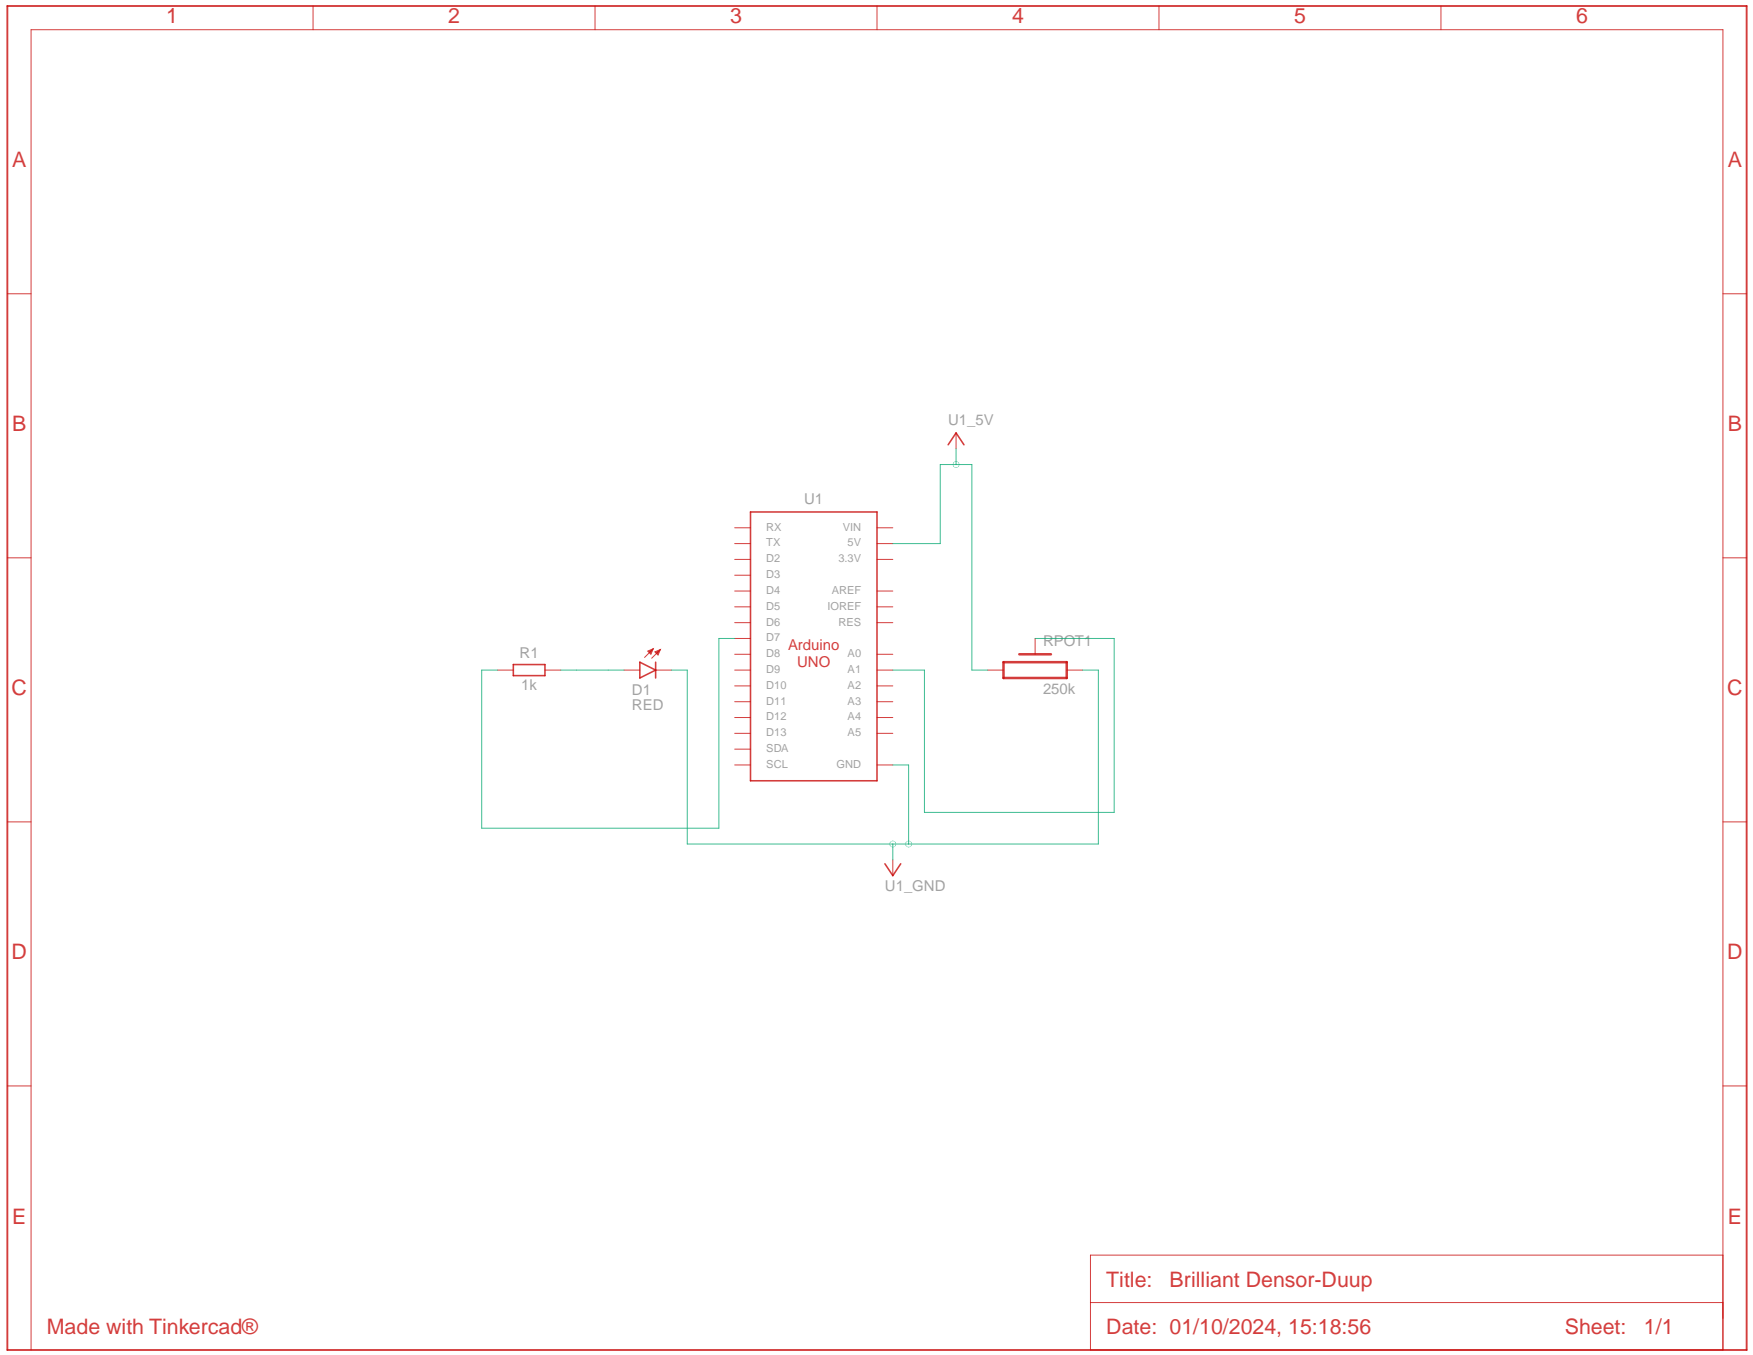 1 2 3 4 5 6
A A
B B
U1_5V
U1
RX VIN
TX 5V
D2 3.3V
D3
D4 AREF
D5 IOREF
D6 RES
D7
Arduino
UNO
D8 A0
D9 A1
D10 A2
D11 A3
D12 A4
D13 A5
SDA
SCL GND
R1
1k
D1
RED
RPOT1
250k
C C
U1_GND
D D
E E
Title: Brilliant Densor-Duup
Made with Tinkercad®
Date: 01/10/2024, 15:18:56 Sheet: 1/1